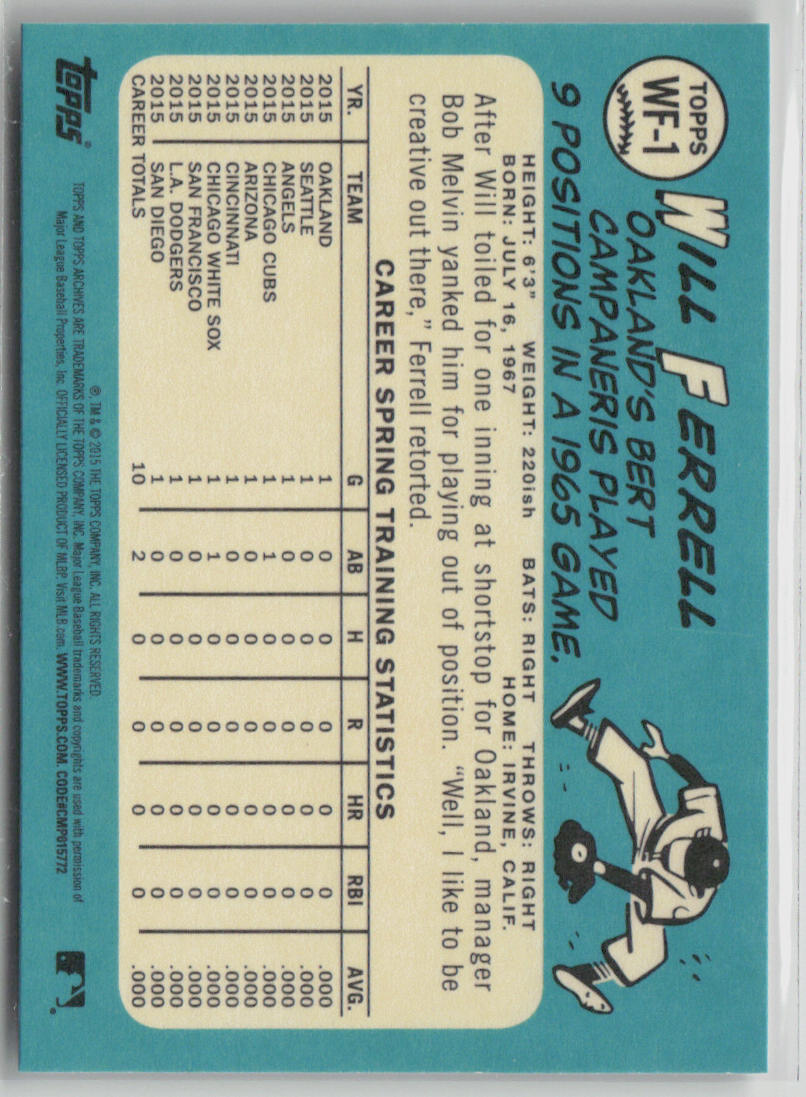 TOPPS
WF-1
WILL FERRELL
OAKLAND'S BERT
CAMPANERIS PLAYED
9 POSITIONS IN A 1965 GAME.
HEIGHT: 6'3" WEIGHT: 220ish BATS: RIGHT THROWS: RIGHT
BORN: JULY 16, 1967 HOME: IRVINE, CALIF.
After Will toiled for one inning at shortstop for Oakland, manager
Bob Melvin yanked him for playing out of position. "Well, I like to be
creative out there," Ferrell retorted.
CAREER SPRING TRAINING STATISTICS
YR. TEAM G AB H R HR RBI AVG.
2015 OAKLAND 1 0 0 0 0 0 .000
2015 SEATTLE 1 0 0 0 0 0 .000
2015 ANGELS 1 0 0 0 0 0 .000
2015 CHICAGO CUBS 1 1 0 0 0 0 .000
2015 ARIZONA 1 0 0 0 0 0 .000
2015 CINCINNATI 1 0 0 0 0 0 .000
2015 CHICAGO WHITE SOX 1 1 0 0 0 0 .000
2015 SAN FRANCISCO 1 0 0 0 0 0 .000
2015 L.A. DODGERS 1 0 0 0 0 0 .000
2015 SAN DIEGO 1 0 0 0 0 0 .000
CAREER TOTALS 10 2 0 0 0 0 .000
®, TM & © 2015 THE TOPPS COMPANY, INC. ALL RIGHTS RESERVED.
TOPPS AND TOPPS ARCHIVES ARE TRADEMARKS OF THE TOPPS COMPANY, INC. Major League Baseball trademarks and copyrights are used with permission of
Major League Baseball Properties, Inc. OFFICIALLY LICENSED PRODUCT OF MLBP. Visit MLB.com. WWW.TOPPS.COM. CODE#CMP015772
topps®